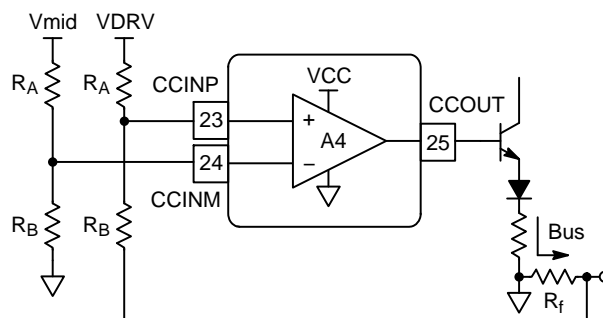 Vmid VDRV
RA RA CCINP VCC CCOUT
23 + A4 25
24 −
CCINM
RB RB Bus
Rf